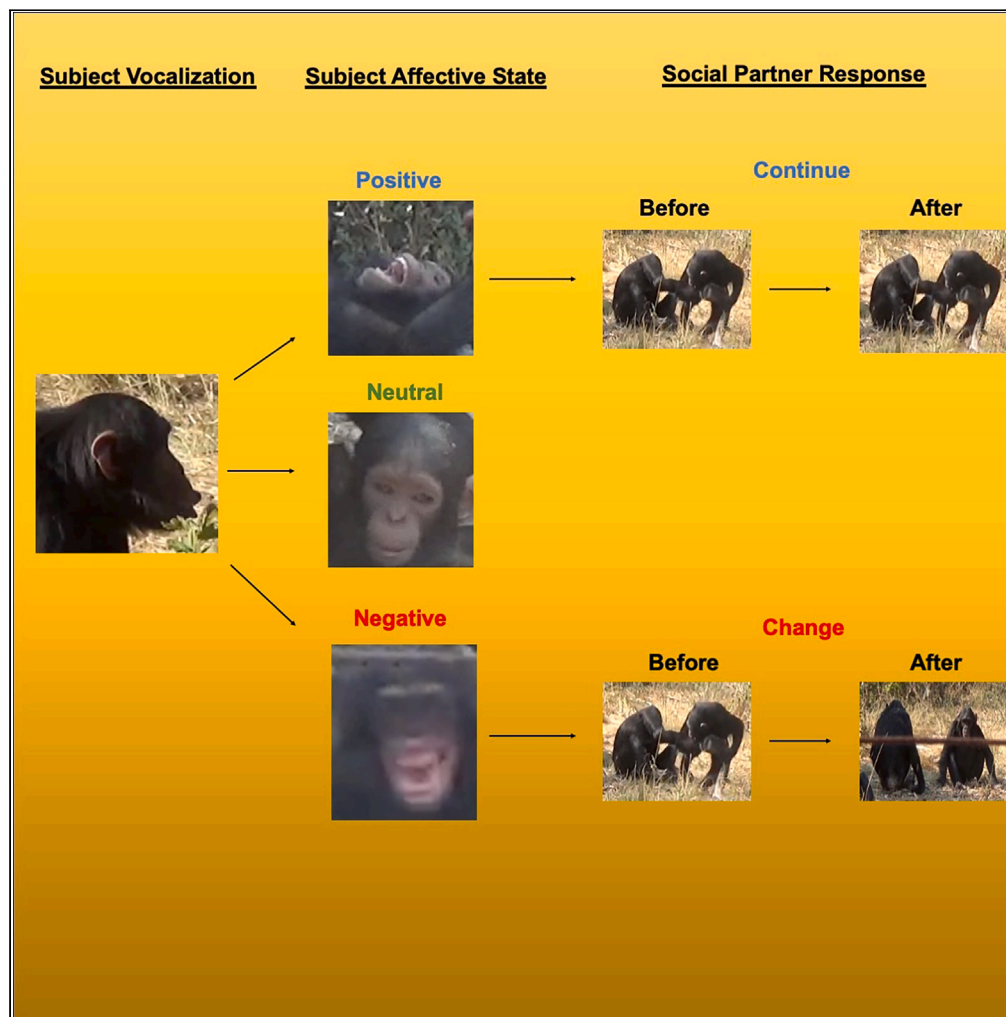 Subject Vocalization
Subject Affective State
Social Partner Response
Positive
Continue
Before
After
Neutral
Negative
Change
Before
After